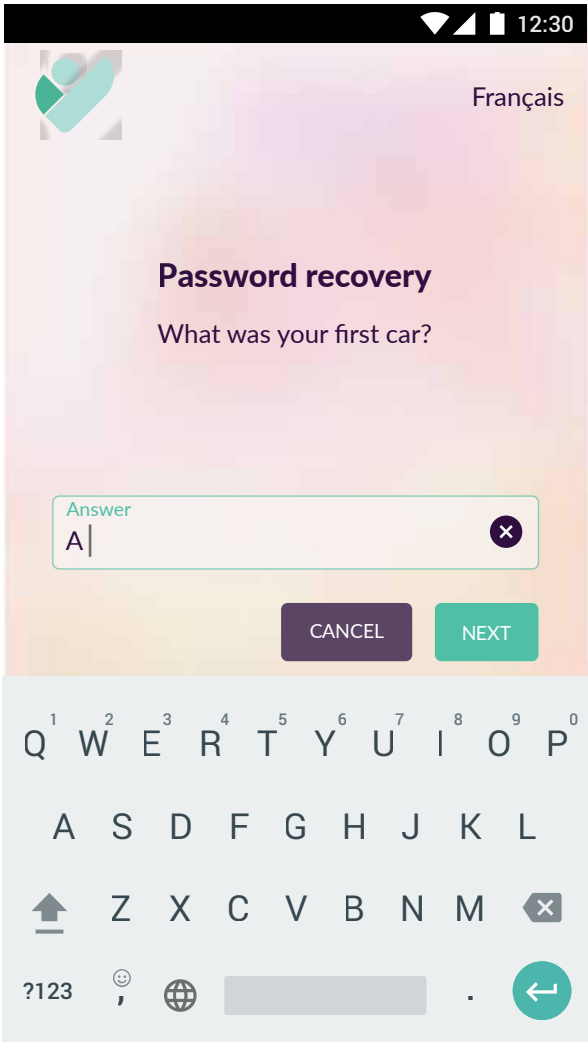 12:30
Français
Password recovery
What was your first car?
Answer
A
CANCEL NEXT
1 2 3 4 5 6 7 8 9 0
Q W E R T Y U I O P
A S D F G H J K L
Z X C V B N M
?123 , .